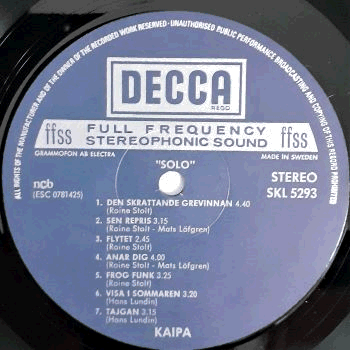 ALL RIGHTS OF THE MANUFACTURER AND OF THE OWNER OF THE RECORDED WORK RESERVED · UNAUTHORISED PUBLIC PERFORMANCE BROADCASTING AND COPYING OF THIS RECORD PROHIBITED
DECCA
REGD
ffss FULL FREQUENCY ffss
STEREOPHONIC SOUND
GRAMMOFON AB ELECTRA
MADE IN SWEDEN
"SOLO"
ncb
(ESC 0781425)
STEREO
SKL 5293
1. DEN SKRATTANDE GREVINNAN 4.40
(Roine Stolt)
2. SEN REPRIS 3.15
(Roine Stolt - Mats Löfgren)
3. FLYTET 2.45
(Roine Stolt)
4. ANAR DIG 4.00
(Roine Stolt - Mats Löfgren)
5. FROG FUNK 3.25
(Roine Stolt)
6. VISA I SOMMAREN 3.20
(Hans Lundin)
7. TAJGAN 3.15
(Hans Lundin)
KAIPA